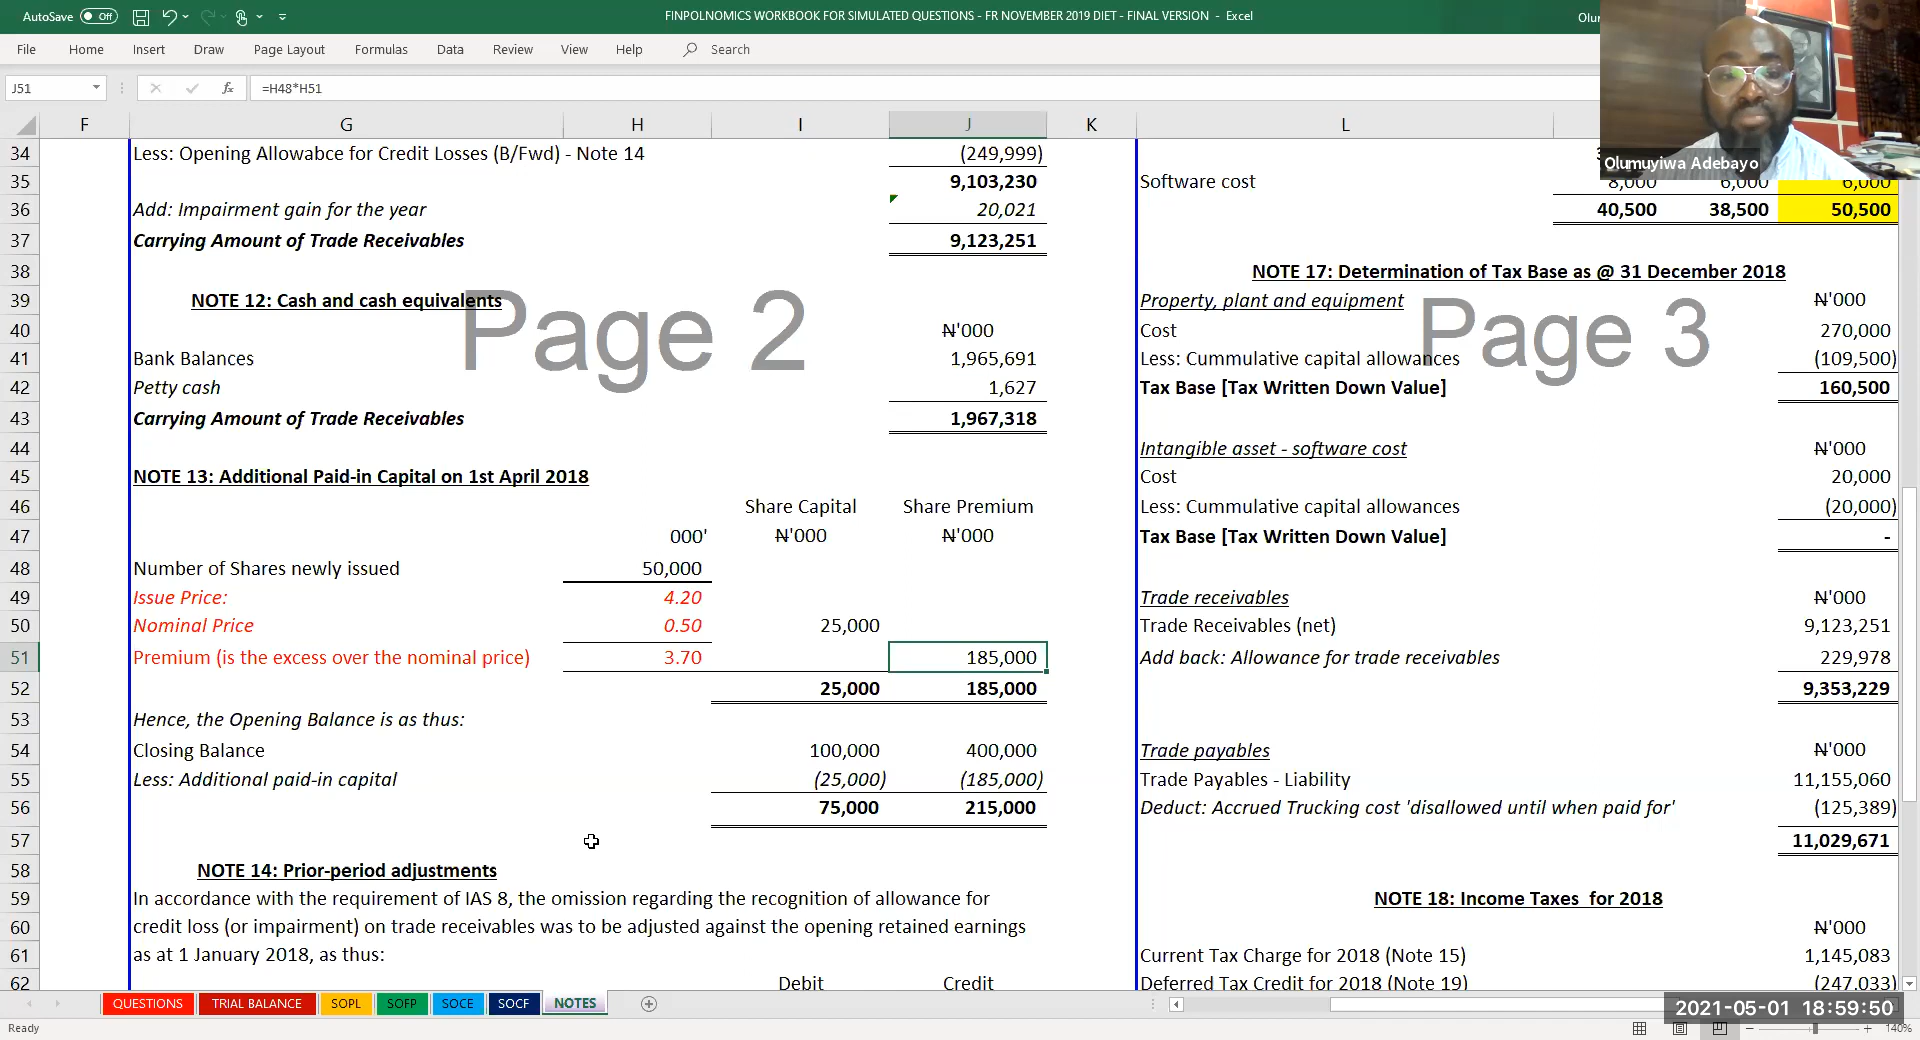 AutoSave Off
FINPOLNOMICS WORKBOOK FOR SIMULATED QUESTIONS - FR NOVEMBER 2019 DIET - FINAL VERSION - Excel
Olu
File Home Insert Draw Page Layout Formulas Data Review View Help Search
J51 fx =H48*H51
Olumuyiwa Adebayo
F G H I J K L
34 Less: Opening Allowabce for Credit Losses (B/Fwd) - Note 14 (249,999)
35 9,103,230 Software cost 8,000 6,000 6,000
36 Add: Impairment gain for the year 20,021 40,500 38,500 50,500
37 Carrying Amount of Trade Receivables 9,123,251
38 NOTE 17: Determination of Tax Base as @ 31 December 2018
39 NOTE 12: Cash and cash equivalents Property, plant and equipment ₦'000
Page 2 Page 3
40 ₦'000 Cost 270,000
41 Bank Balances 1,965,691 Less: Cummulative capital allowances (109,500)
42 Petty cash 1,627 Tax Base [Tax Written Down Value] 160,500
43 Carrying Amount of Trade Receivables 1,967,318
44 Intangible asset - software cost ₦'000
45 NOTE 13: Additional Paid-in Capital on 1st April 2018 Cost 20,000
46 Share Capital Share Premium Less: Cummulative capital allowances (20,000)
47 000' ₦'000 ₦'000 Tax Base [Tax Written Down Value] -
48 Number of Shares newly issued 50,000
49 Issue Price: 4.20 Trade receivables ₦'000
50 Nominal Price 0.50 25,000 Trade Receivables (net) 9,123,251
51 Premium (is the excess over the nominal price) 3.70 185,000 Add back: Allowance for trade receivables 229,978
52 25,000 185,000 9,353,229
53 Hence, the Opening Balance is as thus:
54 Closing Balance 100,000 400,000 Trade payables ₦'000
55 Less: Additional paid-in capital (25,000) (185,000) Trade Payables - Liability 11,155,060
56 75,000 215,000 Deduct: Accrued Trucking cost 'disallowed until when paid for' (125,389)
57 11,029,671
58 NOTE 14: Prior-period adjustments
59 In accordance with the requirement of IAS 8, the omission regarding the recognition of allowance for NOTE 18: Income Taxes for 2018
60 credit loss (or impairment) on trade receivables was to be adjusted against the opening retained earnings ₦'000
61 as at 1 January 2018, as thus: Current Tax Charge for 2018 (Note 15) 1,145,083
62 Debit Credit Deferred Tax Credit for 2018 (Note 19) (247,033)
QUESTIONS TRIAL BALANCE SOPL SOFP SOCE SOCF NOTES
2021-05-01 18:59:50
Ready 140%